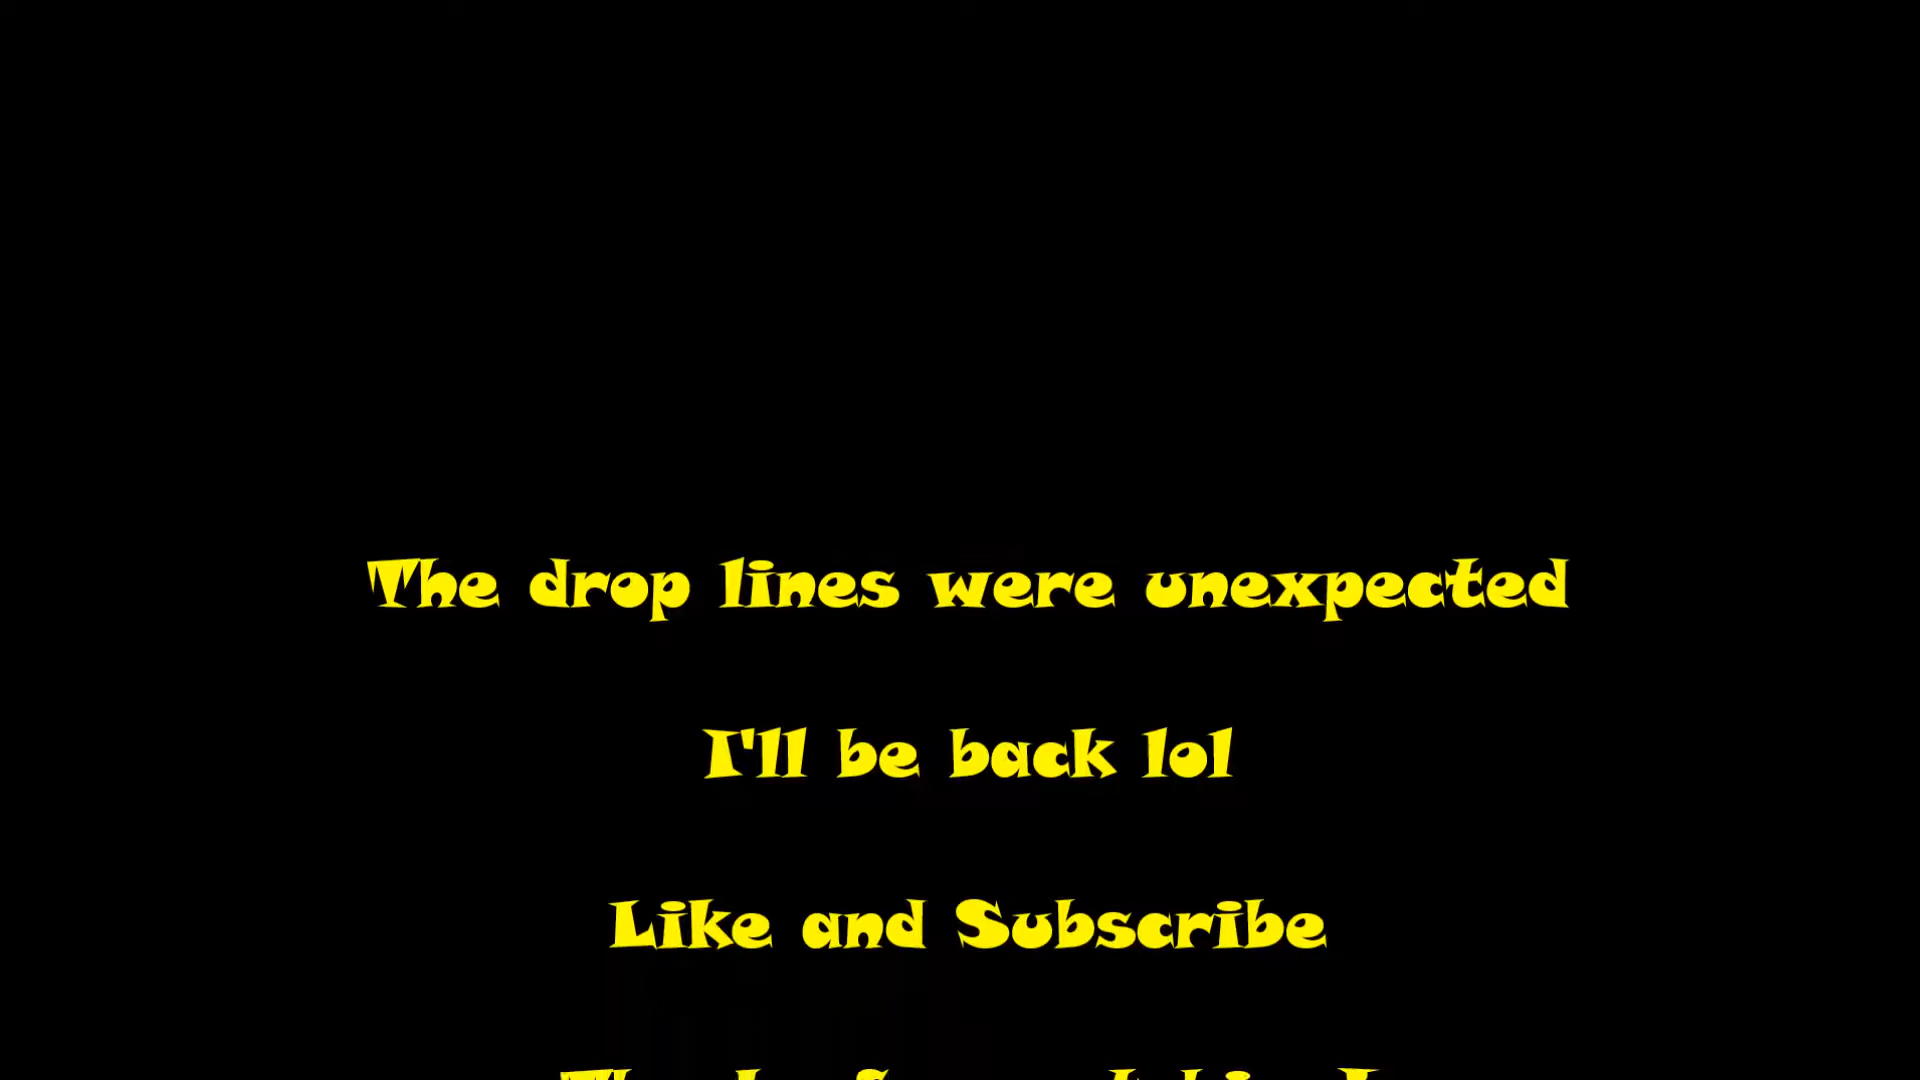 The drop lines were unexpected
I'll be back lol
Like and Subscribe